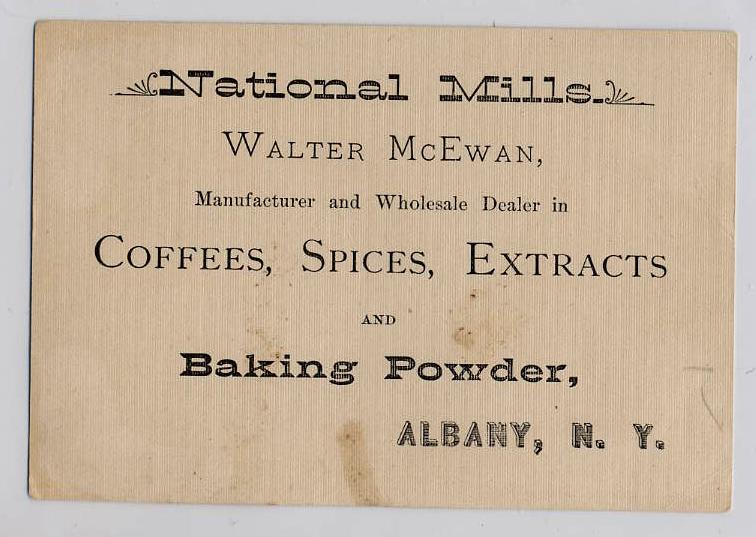 National Mills.
WALTER MCEWAN,
Manufacturer and Wholesale Dealer in
COFFEES, SPICES, EXTRACTS
AND
Baking Powder,
ALBANY, N. Y.